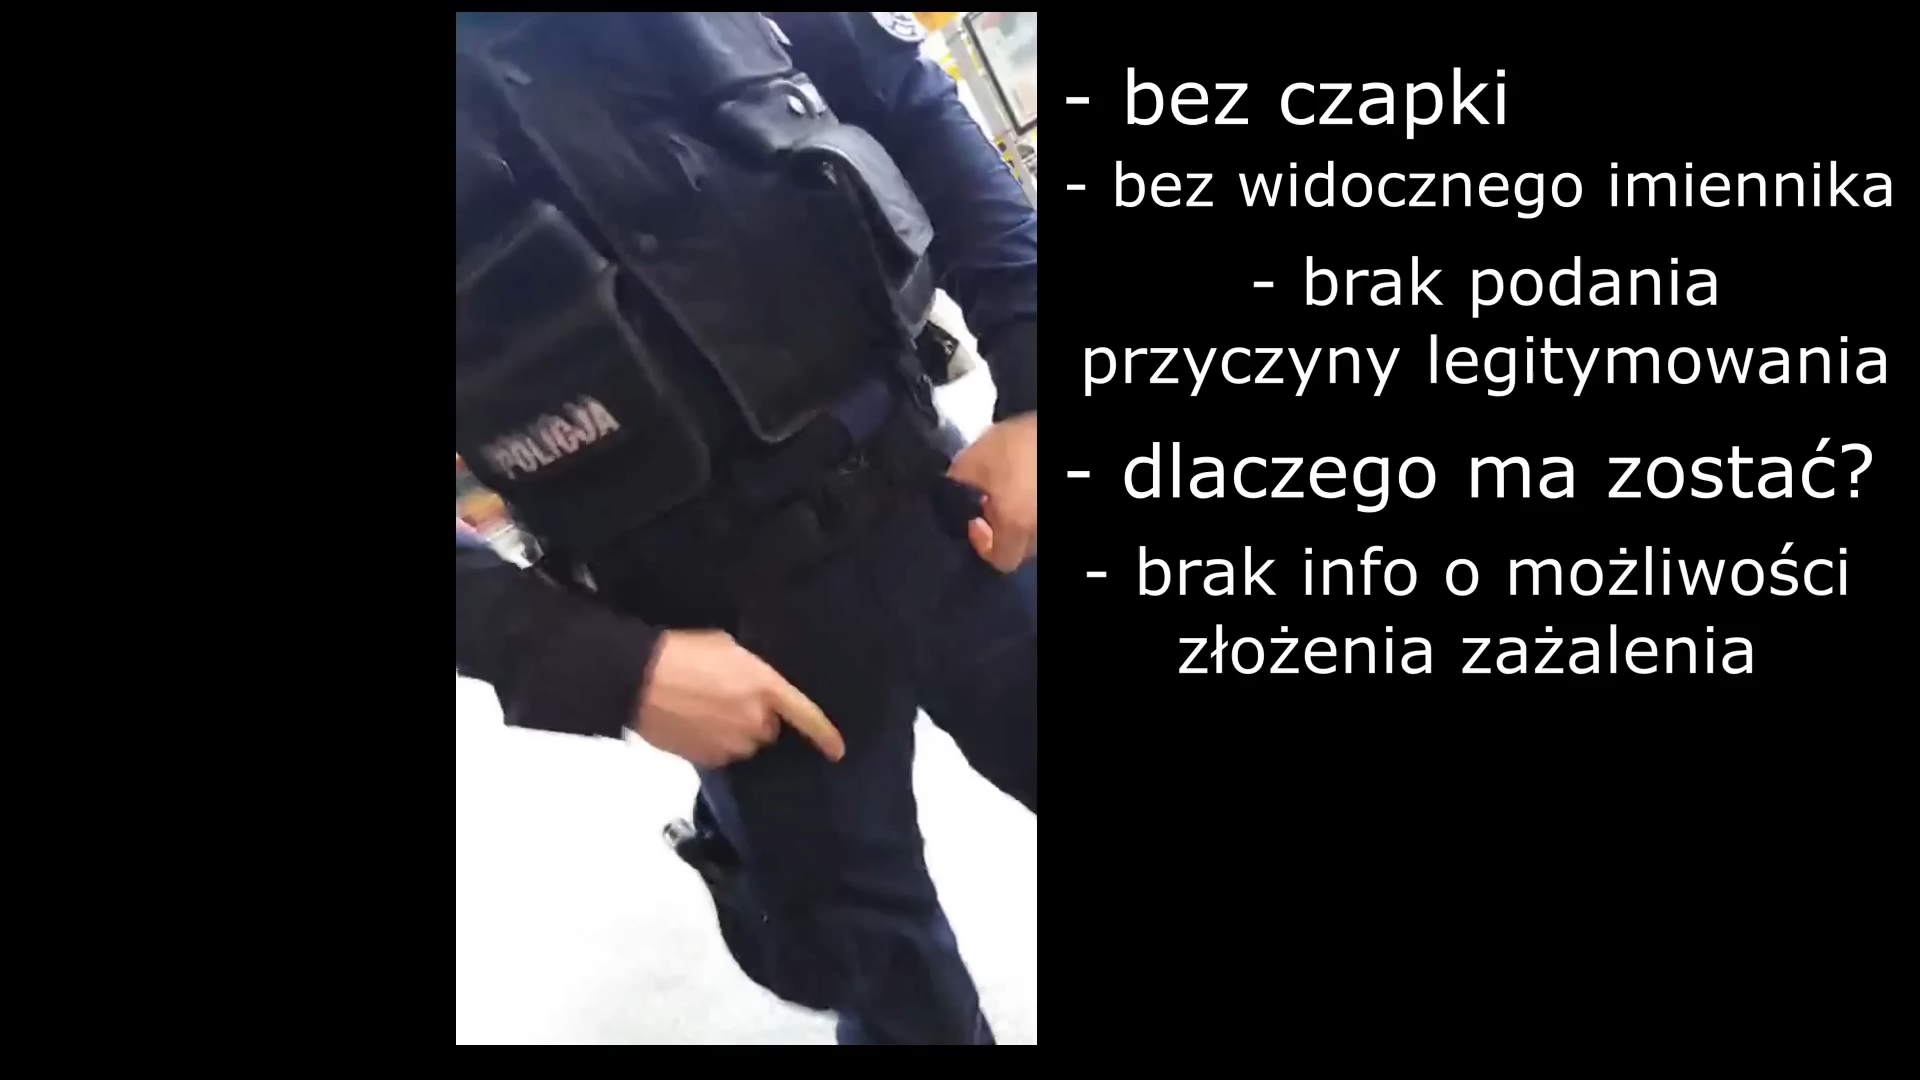 - bez czapki
- bez widocznego imiennika
- brak podania
przyczyny legitymowania
- dlaczego ma zostać?
- brak info o możliwości
złożenia zażalenia
POLICJA